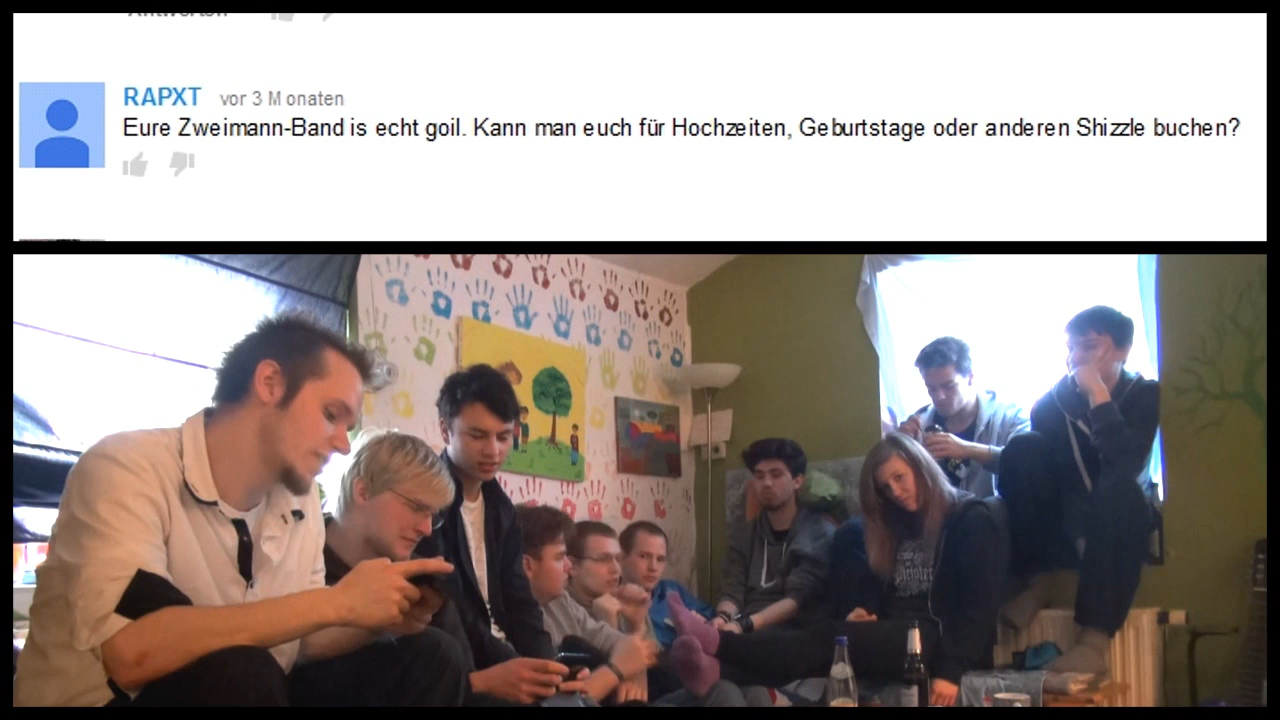 Antworten
RAPXT vor 3 Monaten
Eure Zweimann-Band is echt goil. Kann man euch für Hochzeiten, Geburtstage oder anderen Shizzle buchen?